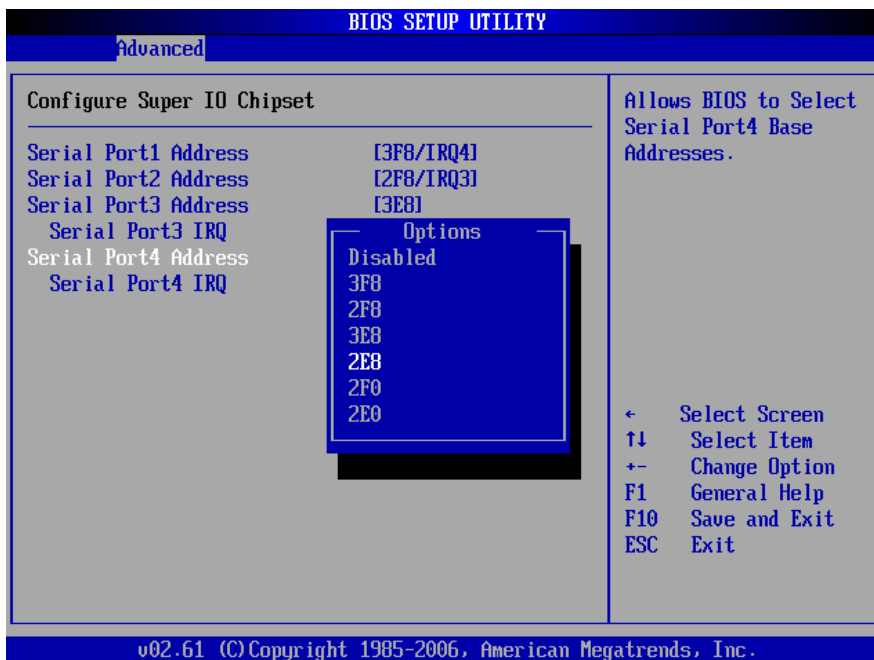 BIOS SETUP UTILITY
Advanced
Configure Super IO Chipset
Serial Port1 Address [3F8/IRQ4]
Serial Port2 Address [2F8/IRQ3]
Serial Port3 Address [3E8]
Serial Port3 IRQ
Serial Port4 Address
Serial Port4 IRQ
Options
Disabled
3F8
2F8
3E8
2E8
2F0
2E0
Allows BIOS to Select
Serial Port4 Base
Addresses.
← Select Screen
↑↓ Select Item
+- Change Option
F1 General Help
F10 Save and Exit
ESC Exit
v02.61 (C)Copyright 1985-2006, American Megatrends, Inc.